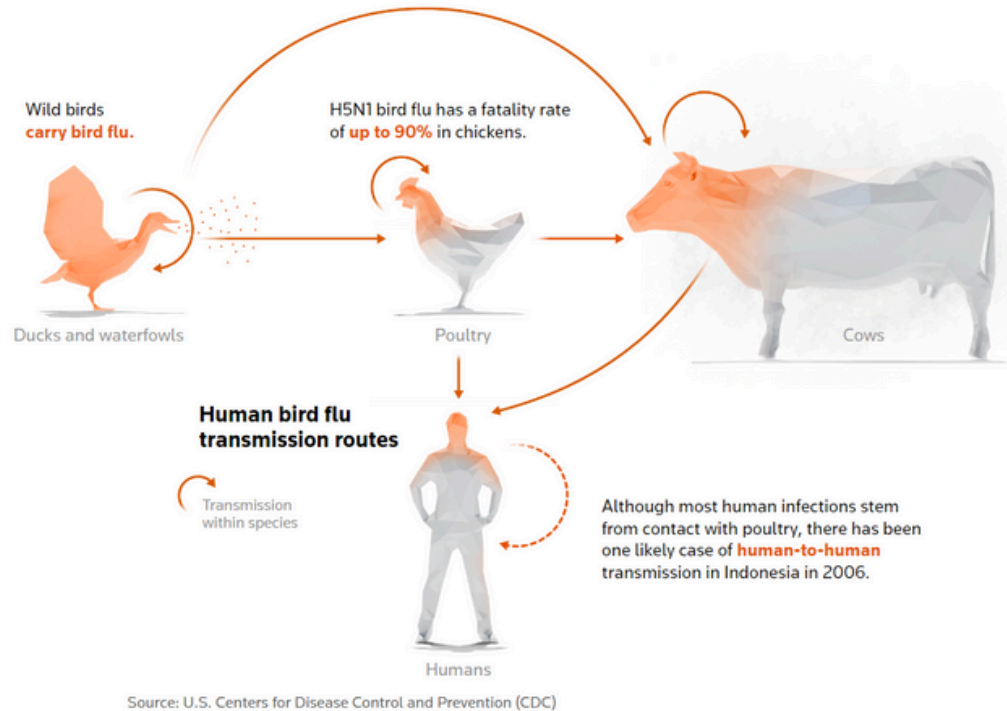 Wild birds
carry bird flu.
H5N1 bird flu has a fatality rate
of up to 90% in chickens.
Ducks and waterfowls
Poultry
Cows
Human bird flu
transmission routes
Transmission
within species
Although most human infections stem
from contact with poultry, there has been
one likely case of human-to-human
transmission in Indonesia in 2006.
Humans
Source: U.S. Centers for Disease Control and Prevention (CDC)